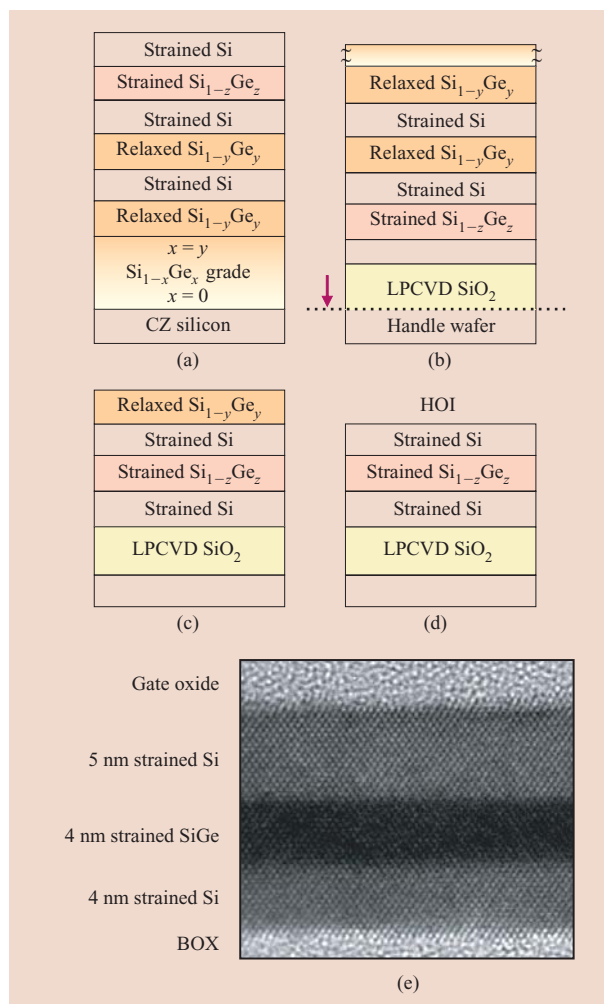 Strained Si
Strained Si₁₋zGez
Strained Si
Relaxed Si₁₋yGey
Strained Si
Relaxed Si₁₋yGey
x = y
Si₁₋ₓGeₓ grade
x = 0
CZ silicon
(a)
Relaxed Si₁₋yGey
Strained Si
Relaxed Si₁₋yGey
Strained Si
Strained Si₁₋zGez
LPCVD SiO₂
Handle wafer
(b)
Relaxed Si₁₋yGey
Strained Si
Strained Si₁₋zGez
Strained Si
LPCVD SiO₂
(c)
HOI
Strained Si
Strained Si₁₋zGez
Strained Si
LPCVD SiO₂
(d)
Gate oxide
5 nm strained Si
4 nm strained SiGe
4 nm strained Si
BOX
(e)